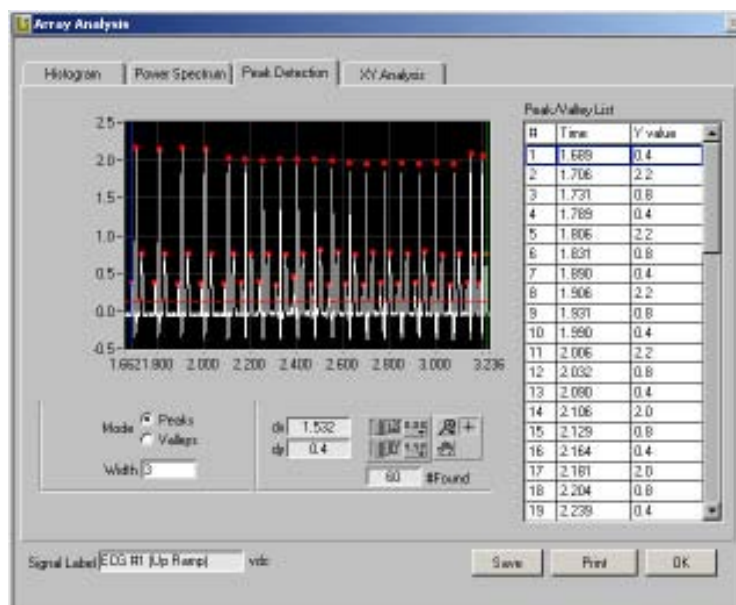 Array Analysis
Histogram Power Spectrum Peak Detection XY Analysis
Peak/Valley List
# Time Y value
1 1.689 0.4
2 1.706 2.2
3 1.731 0.8
4 1.789 0.4
5 1.806 2.2
6 1.831 0.8
7 1.890 0.4
8 1.906 2.2
9 1.931 0.8
10 1.990 0.4
11 2.006 2.2
12 2.032 0.8
13 2.090 0.4
14 2.106 2.0
15 2.129 0.8
16 2.164 0.4
17 2.181 2.0
18 2.204 0.8
19 2.239 0.4
2.5
2.0
1.5
1.0
0.5
0.0
-0.5
1.662 1.800 2.000 2.200 2.400 2.600 2.800 3.000 3.236
Mode Peaks
Valleys
Width 3
dx 1.532
dy 0.4
60 #Found
Signal Label ECG #1 (Up Ramp) vdc
Save Print OK